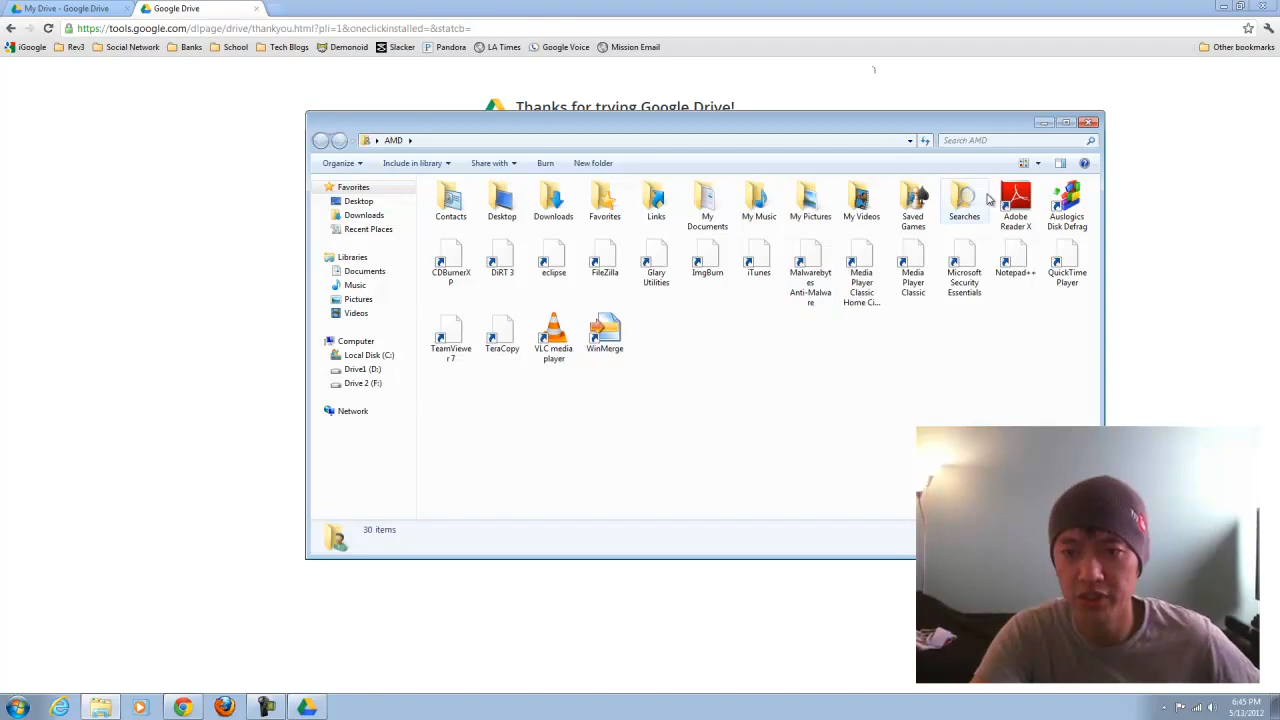 My Drive - Google Drive
Google Drive
https://tools.google.com/dlpage/drive/thankyou.html?pli=1&oneclickinstalled=&statcb=
iGoogle Rev3 Social Network Banks School Tech Blogs Demonoid Slacker Pandora LA Times Google Voice Mission Email Other bookmarks
Thanks for trying Google Drive!
AMD
Search AMD
Organize Include in library Share with Burn New folder
Favorites
Desktop
Downloads
Recent Places
Libraries
Documents
Music
Pictures
Videos
Computer
Local Disk (C:)
Drive1 (D:)
Drive 2 (F:)
Network
Contacts
Desktop
Downloads
Favorites
Links
My
Documents
My Music
My Pictures
My Videos
Saved
Games
Searches
Adobe
Reader X
Auslogics
Disk Defrag
CDBurnerX
P
DiRT 3
eclipse
FileZilla
Glary
Utilities
ImgBurn
iTunes
Malwarebyt
es
Anti-Malwa
re
Media
Player
Classic
Home Ci...
Media
Player
Classic
Microsoft
Security
Essentials
Notepad++
QuickTime
Player
TeamViewe
r 7
TeraCopy
VLC media
player
WinMerge
30 items
6:45 PM
5/13/2012